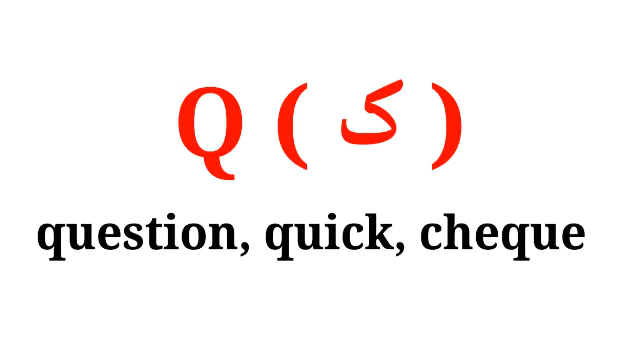 Q ( ک )
question, quick, cheque